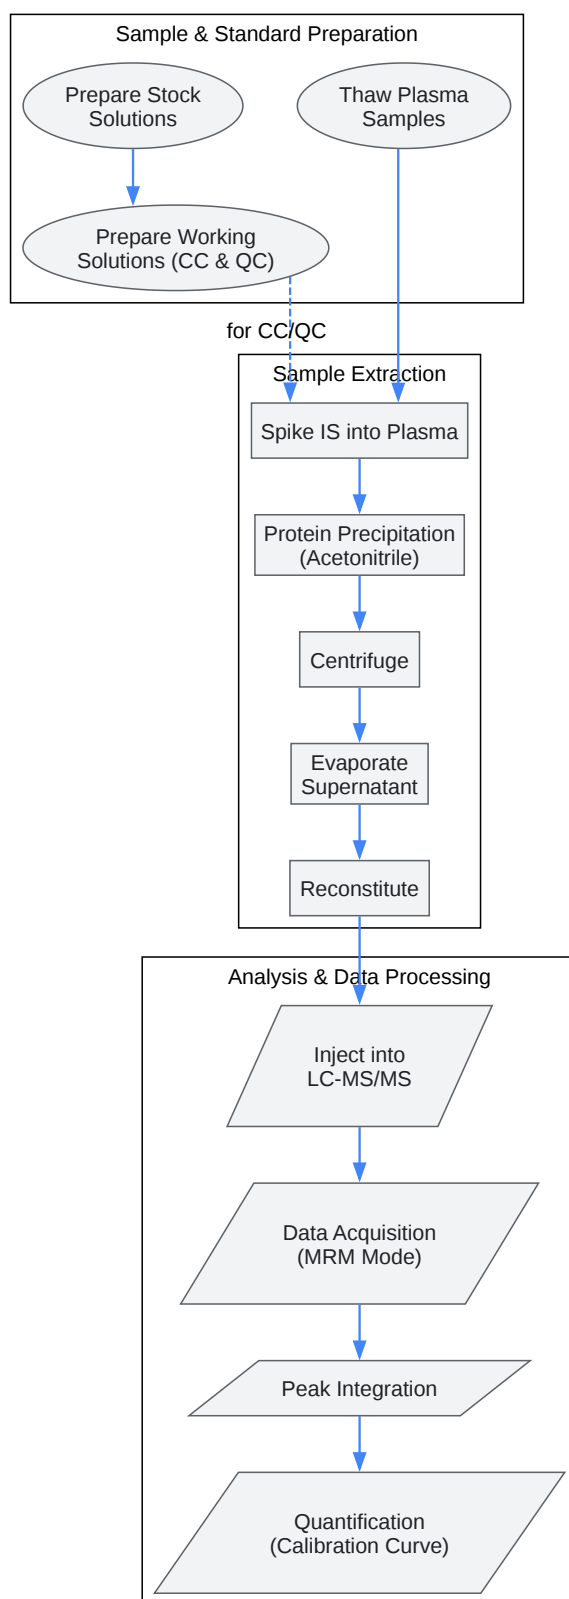 Sample & Standard Preparation
Prepare Stock
Solutions
Thaw Plasma
Samples
Prepare Working
Solutions (CC & QC)
for CC/QC
Sample Extraction
Spike IS into Plasma
Protein Precipitation
(Acetonitrile)
Centrifuge
Evaporate
Supernatant
Reconstitute
Analysis & Data Processing
Inject into
LC-MS/MS
Data Acquisition
(MRM Mode)
Peak Integration
Quantification
(Calibration Curve)